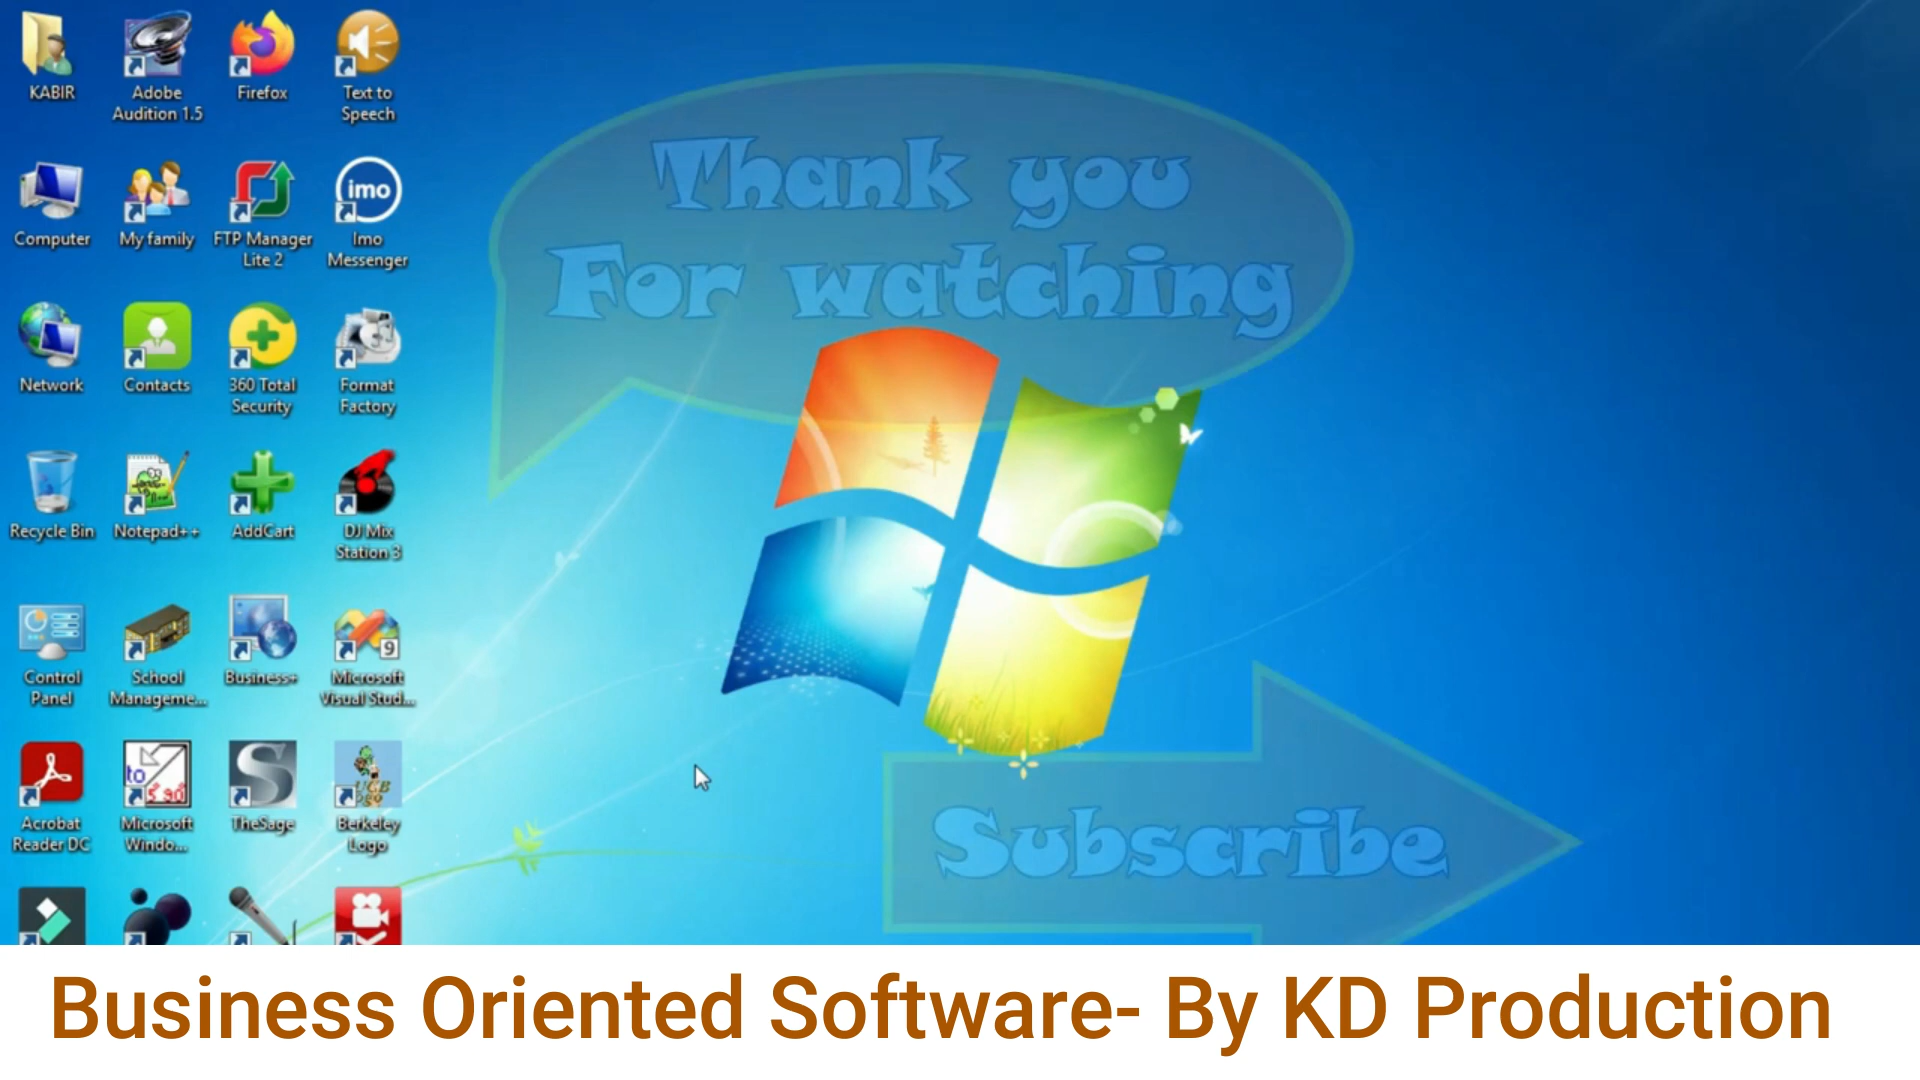 KABIR
Adobe
Audition 1.5
Firefox
Text to
Speech
Computer
My family
FTP Manager
Lite 2
imo
Imo
Messenger
Network
Contacts
360 Total
Security
Format
Factory
Recycle Bin
Notepad++
AddCart
DJ Mix
Station 3
Control
Panel
School
Manageme...
Business+
9
Microsoft
Visual Stud...
Acrobat
Reader DC
to
Microsoft
Windo...
S
TheSage
UCB
Berkeley
Logo
Thank you
For watching
Subscribe
Business Oriented Software- By KD Production